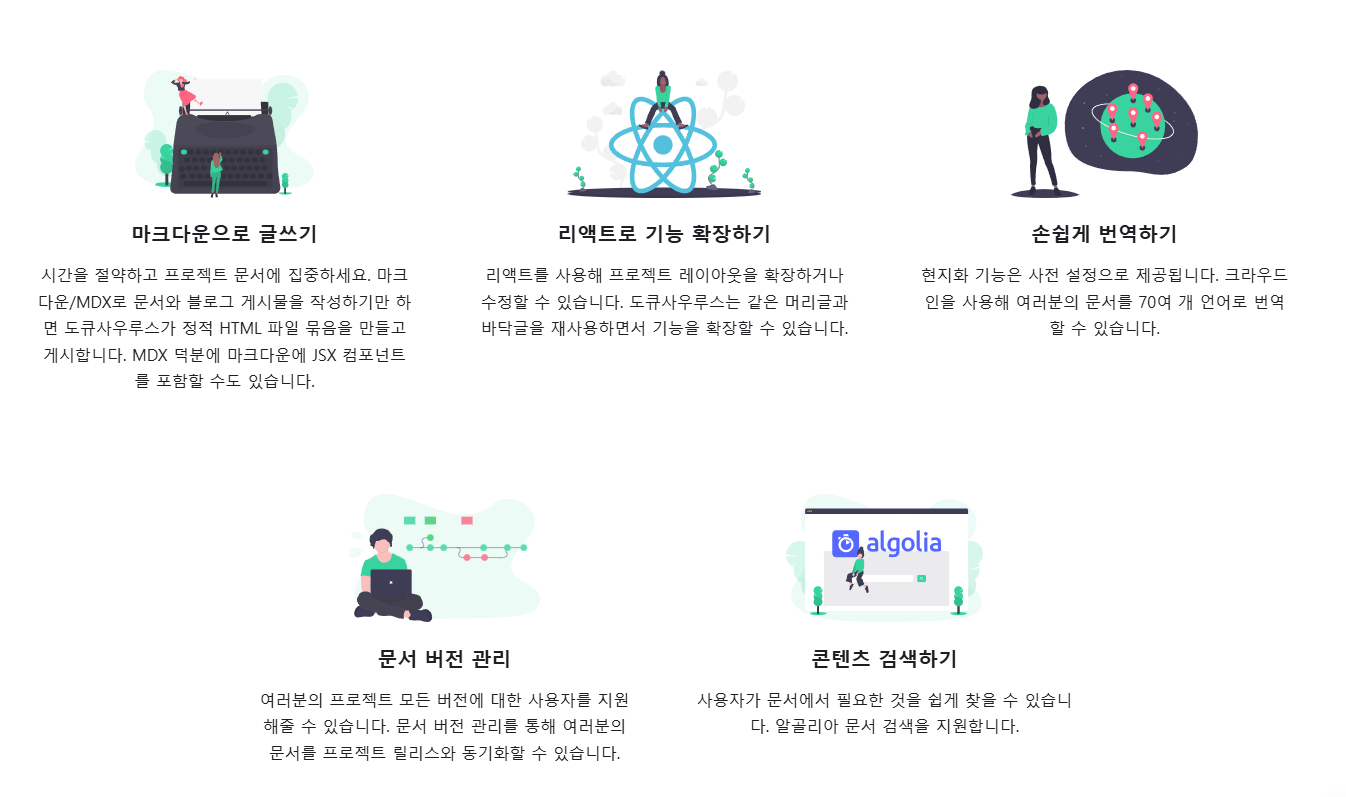 마크다운으로 글쓰기
시간을 절약하고 프로젝트 문서에 집중하세요. 마크
다운/MDX로 문서와 블로그 게시물을 작성하기만 하
면 도큐사우루스가 정적 HTML 파일 묶음을 만들고
게시합니다. MDX 덕분에 마크다운에 JSX 컴포넌트
를 포함할 수도 있습니다.
리액트로 기능 확장하기
리액트를 사용해 프로젝트 레이아웃을 확장하거나
수정할 수 있습니다. 도큐사우루스는 같은 머리글과
바닥글을 재사용하면서 기능을 확장할 수 있습니다.
손쉽게 번역하기
현지화 기능은 사전 설정으로 제공됩니다. 크라우드
인을 사용해 여러분의 문서를 70여 개 언어로 번역
할 수 있습니다.
문서 버전 관리
여러분의 프로젝트 모든 버전에 대한 사용자를 지원
해줄 수 있습니다. 문서 버전 관리를 통해 여러분의
문서를 프로젝트 릴리스와 동기화할 수 있습니다.
algolia
콘텐츠 검색하기
사용자가 문서에서 필요한 것을 쉽게 찾을 수 있습니
다. 알골리아 문서 검색을 지원합니다.